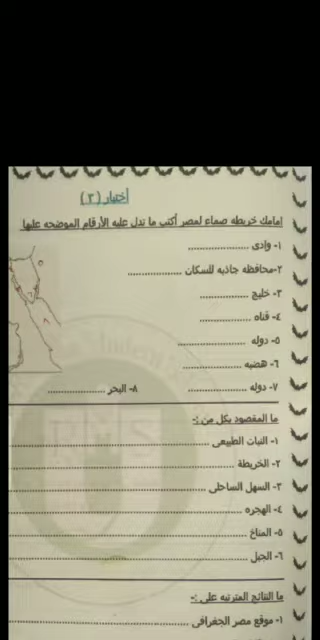 أختبار (٣)
امامك خريطه صماء لمصر أكتب ما تدل عليه الأرقام الموضحه عليها
١- وادى ....................
٢-محافظه جاذبه للسكان ..................
٣- خليج ................
٤- قناه .................
٥- دوله ......................
٦- هضبه ...................
٧- دوله ................... ٨- البحر ...................
ما المقصود بكل من :-
١- النبات الطبيعى ..................................................
٢- الخريطة ..................................................
٣- السهل الساحلى ..................................................
٤- الهجره ..................................................
٥- المناخ ..................................................
٦- الجبل ..................................................
ما النتائج المترتبه على :-
١- موقع مصر الجغرافى ..................................................